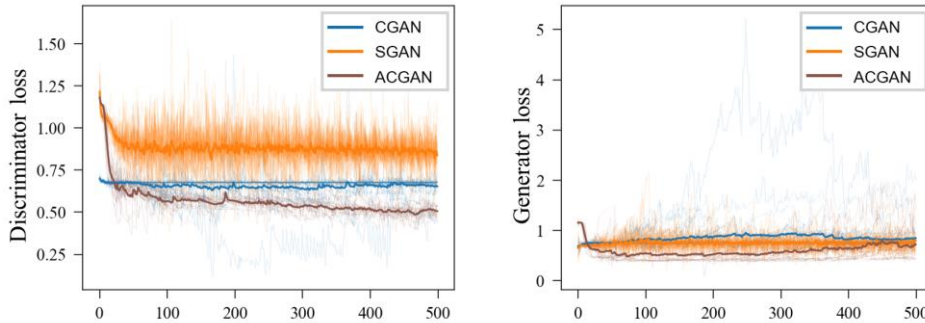 Discriminator loss
1.50
1.25
1.00
0.75
0.50
0.25
0 100 200 300 400 500
CGAN
SGAN
ACGAN
Generator loss
5
4
3
2
1
0
0 100 200 300 400 500
CGAN
SGAN
ACGAN